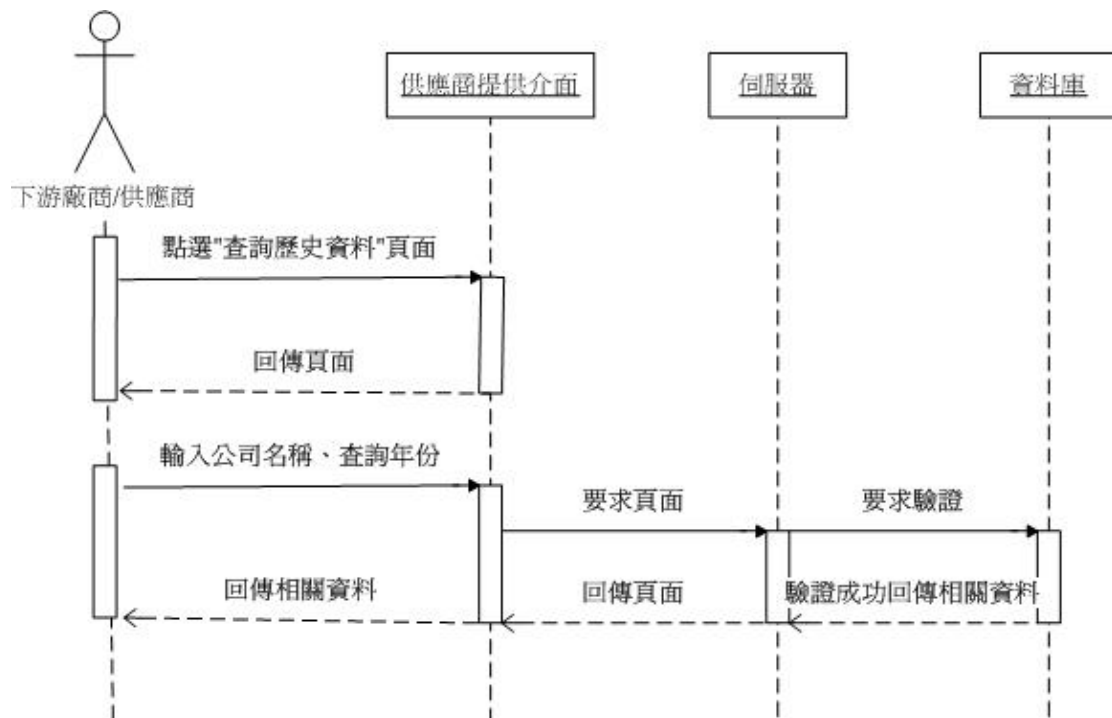 供應商提供介面
伺服器
資料庫
下游廠商/供應商
點選"查詢歷史資料"頁面
回傳頁面
輸入公司名稱、查詢年份
要求頁面
要求驗證
回傳相關資料
回傳頁面
驗證成功回傳相關資料